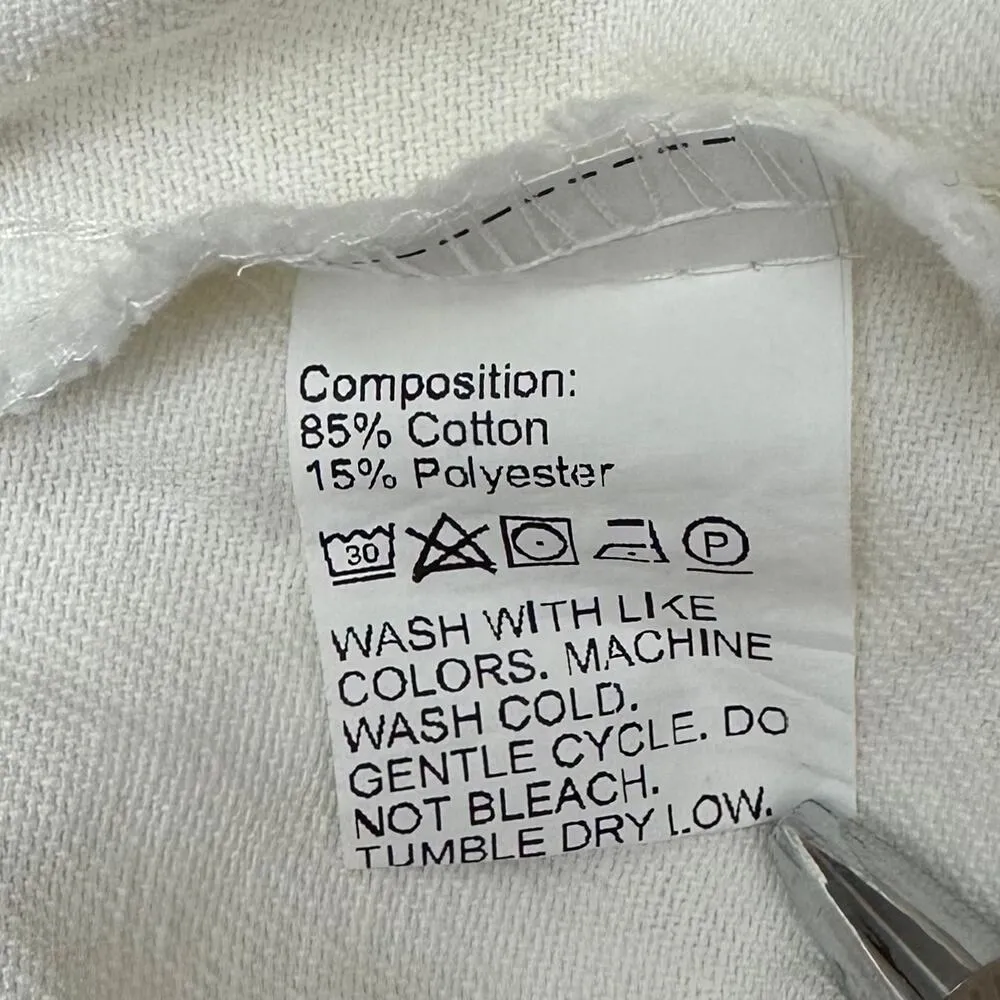 Composition:
85% Cotton
15% Polyester
30 P
WASH WITH LIKE
COLORS. MACHINE
WASH COLD.
GENTLE CYCLE. DO
NOT BLEACH.
TUMBLE DRY LOW.